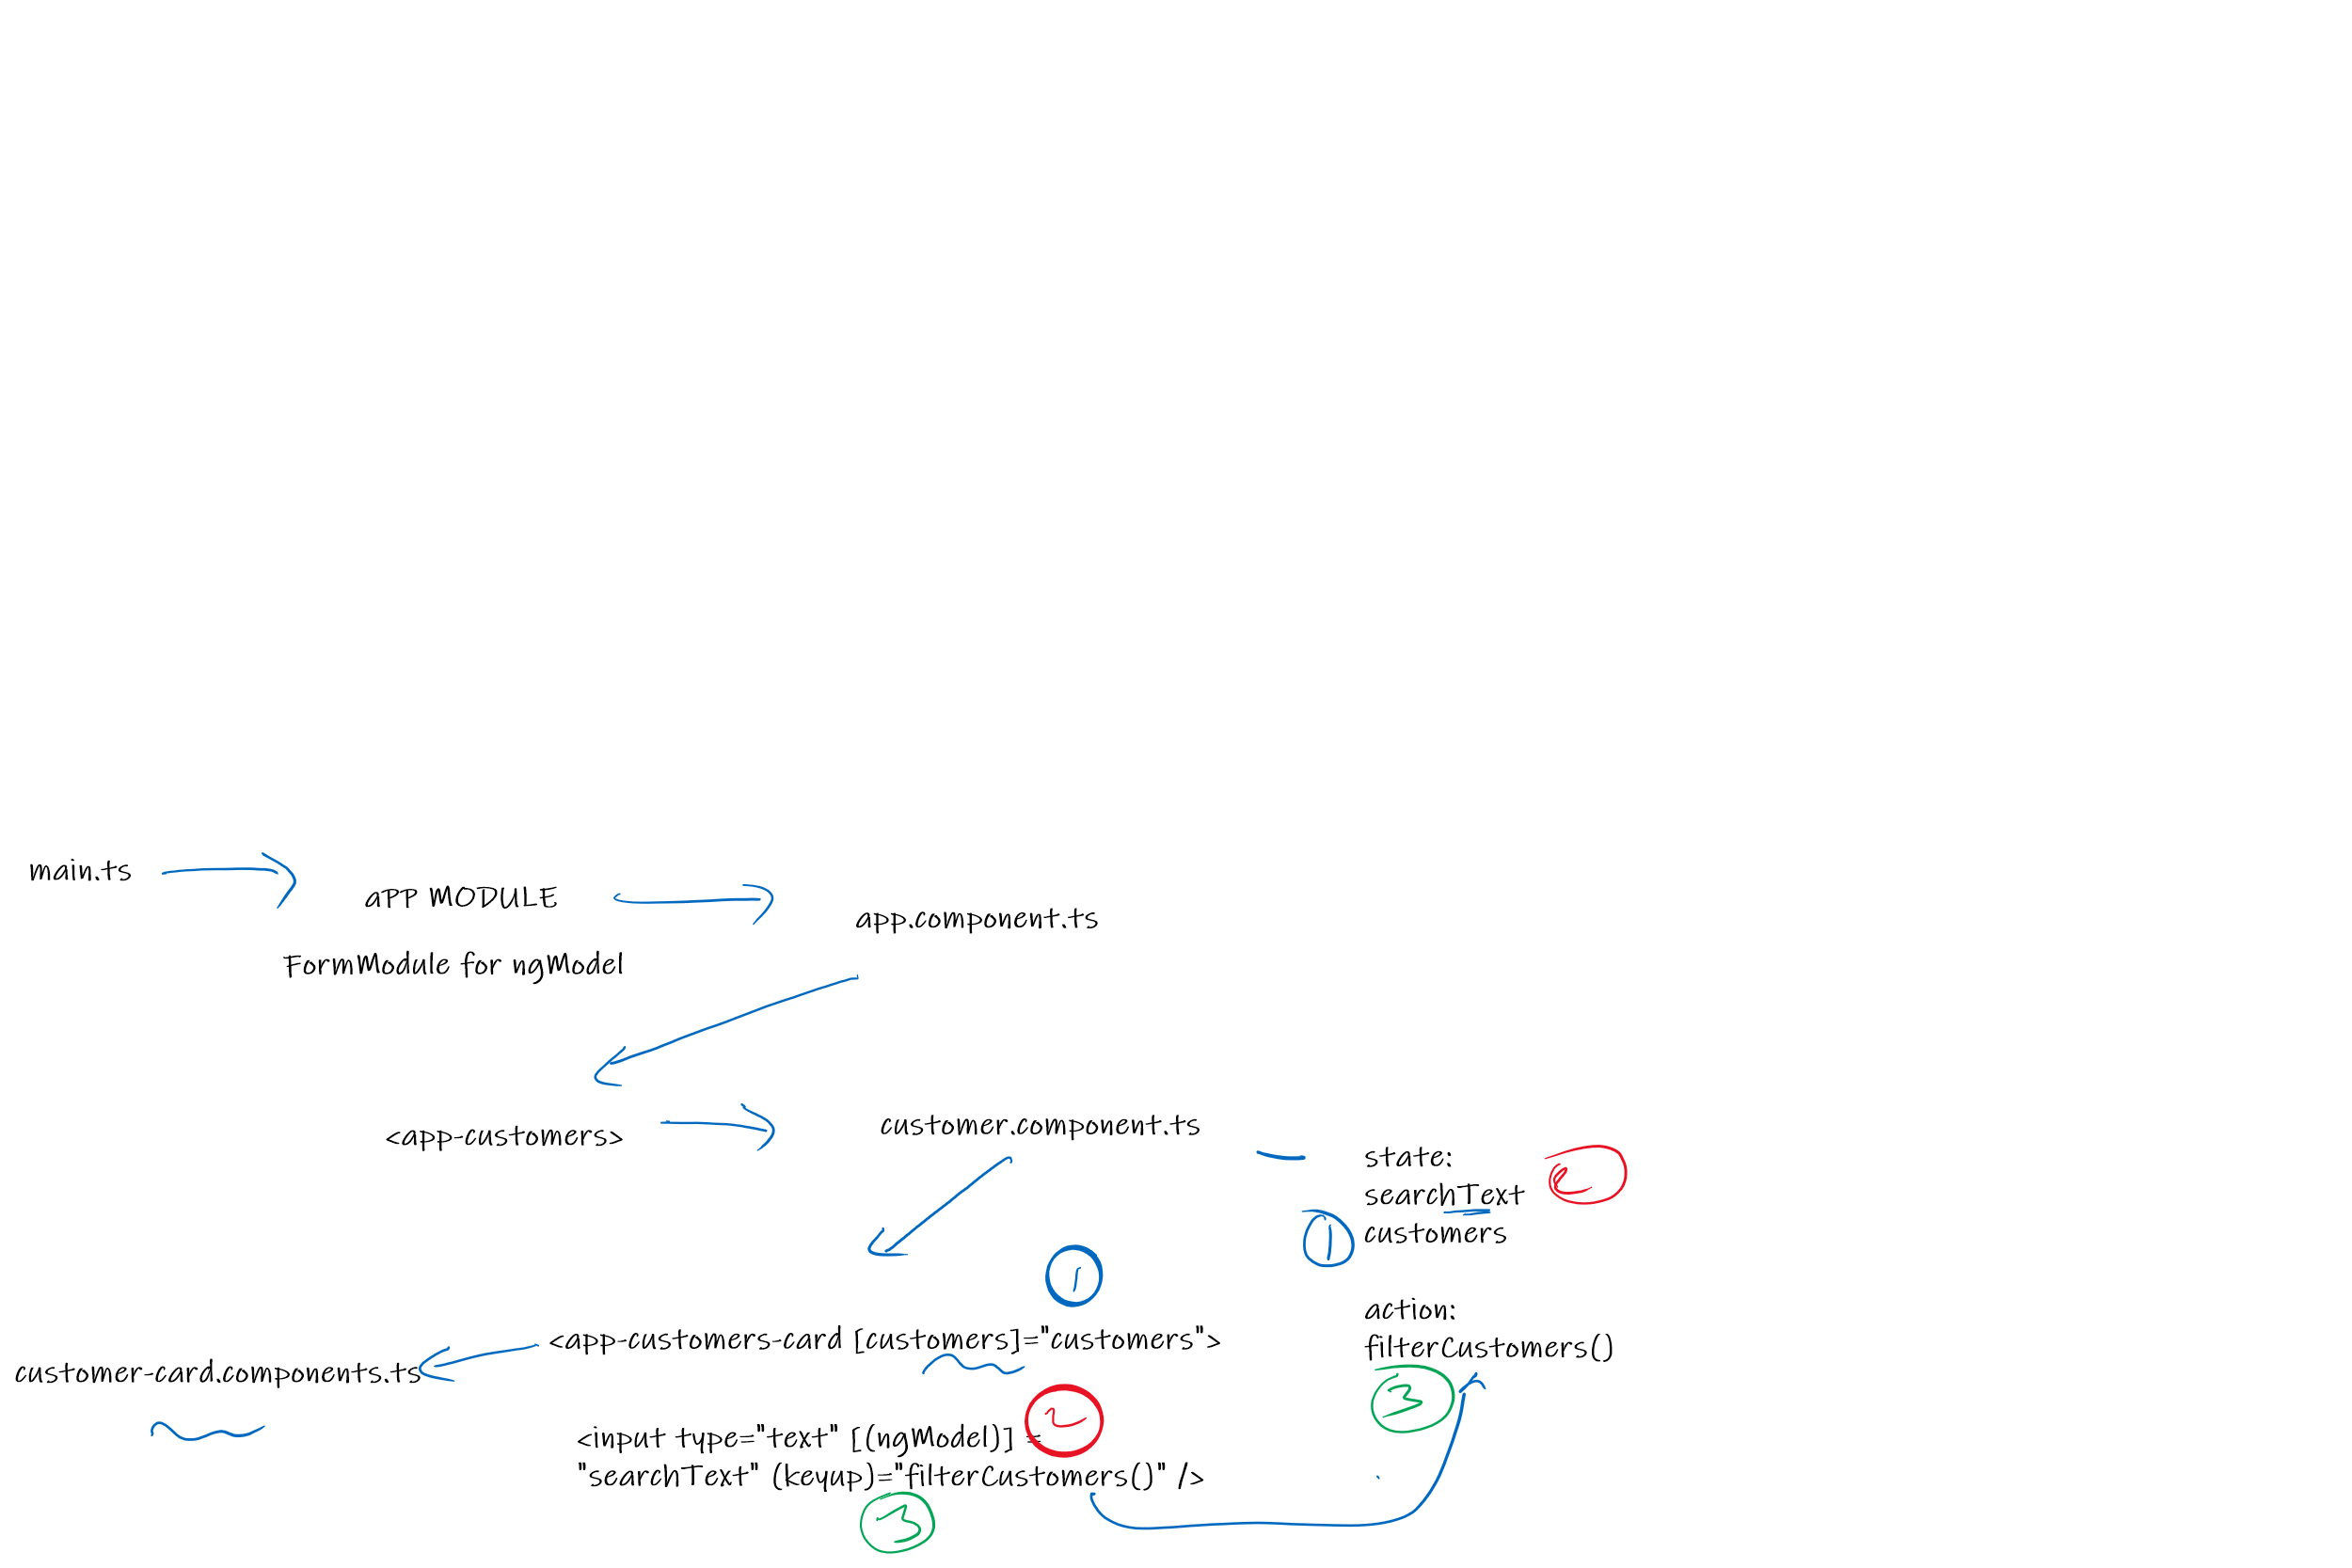 main.ts
aPP MODULE
app.component.ts
FormModule for ngModel
<app-customers>
customer.component.ts
state:
searchText
2
1
customers
1
action:
<app-customers-card [customers]="customers">
filterCustomers()
customer-card.components.ts
3
2
<input type="text" [(ngModel)] =
"searchText" (keyup)="filterCustomers()" />
3